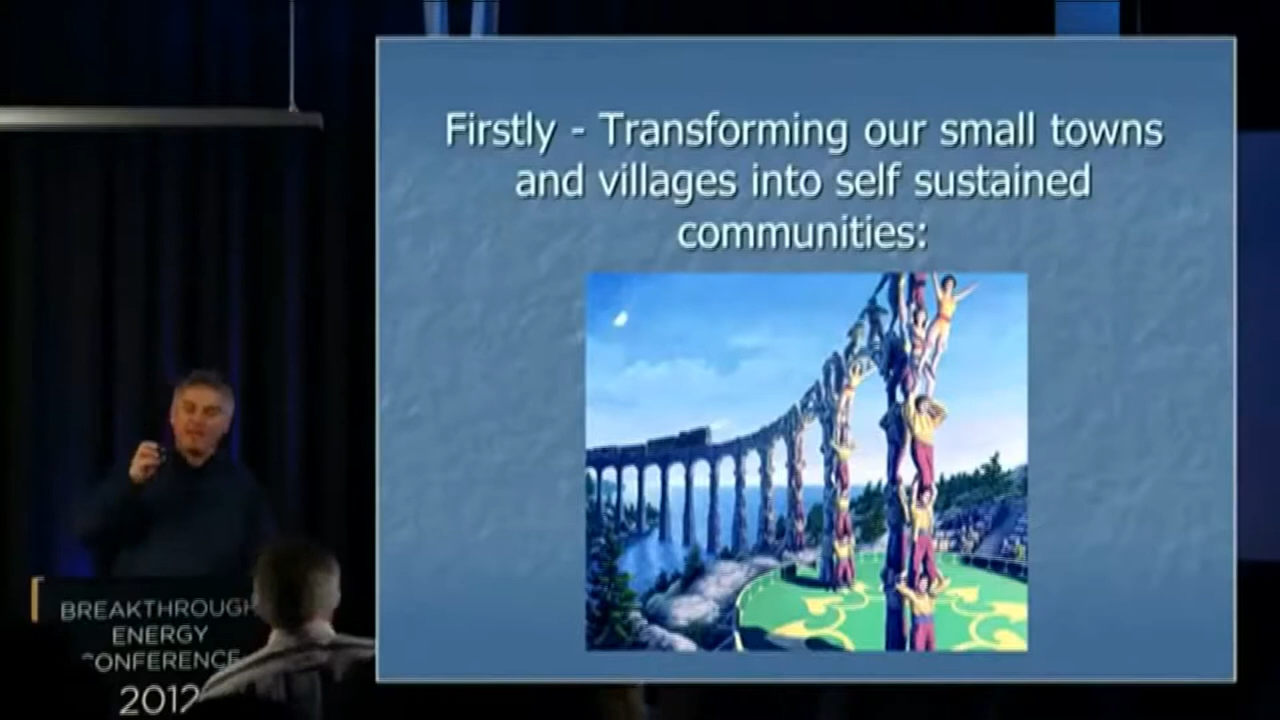 Firstly - Transforming our small towns
and villages into self sustained
communities:
BREAKTHROUGH
ENERGY
CONFERENCE
2012